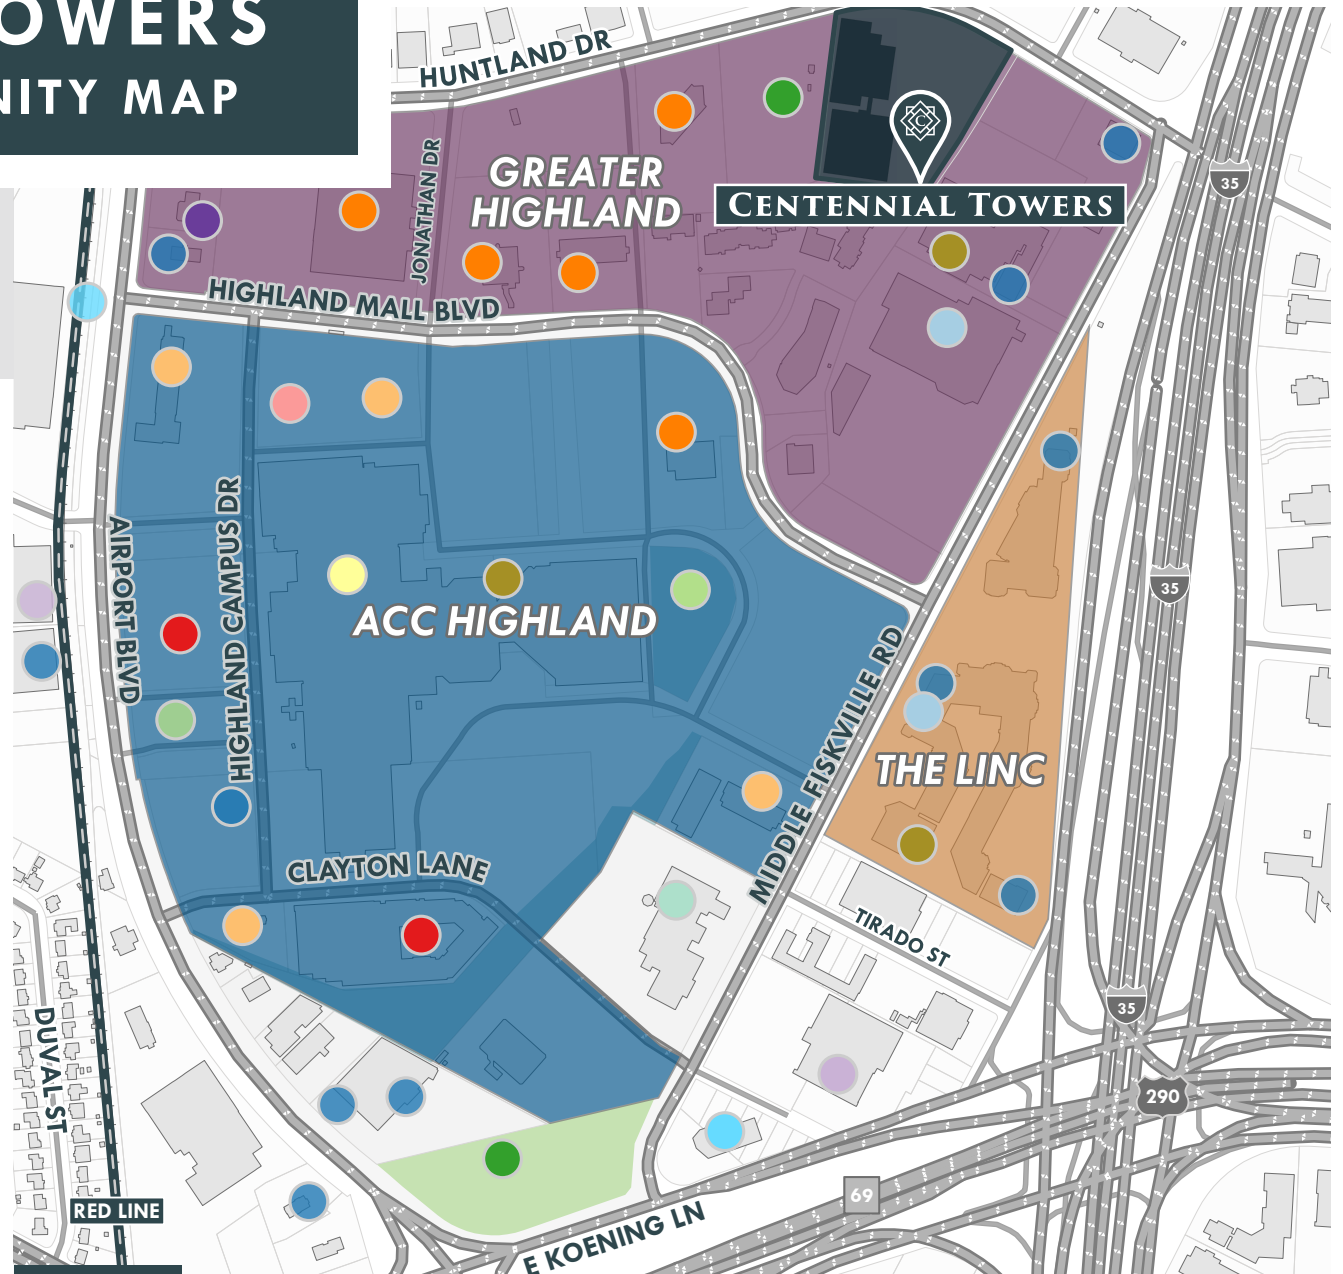 OWERS
NITY MAP
HUNTLAND DR
JONATHAN DR
GREATER
HIGHLAND
C
CENTENNIAL TOWERS
35
HIGHLAND MALL BLVD
AIRPORT BLVD
HIGHLAND CAMPUS DR
ACC HIGHLAND
MIDDLE FISKVILLE RD
35
THE LINC
CLAYTON LANE
TIRADO ST
35
DUVAL ST
290
69
RED LINE
E KOENING LN